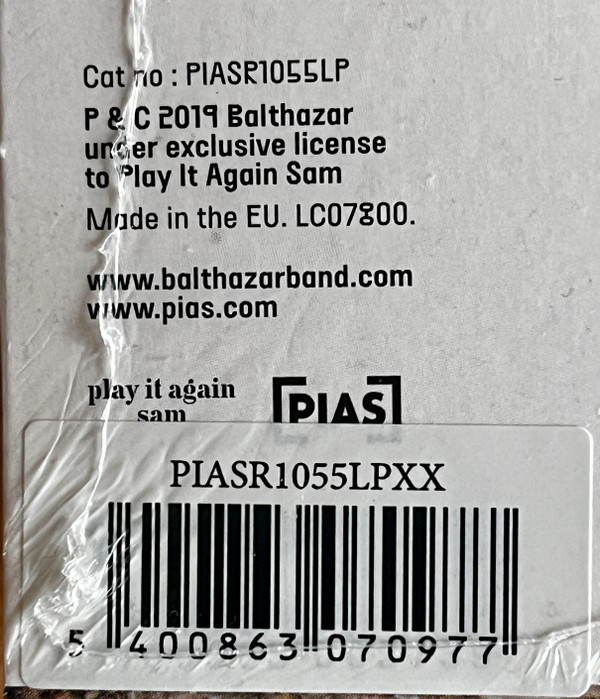 Cat no : PIASR1055LP
P & C 2019 Balthazar
under exclusive license
to Play It Again Sam
Made in the EU. LC07800.
www.balthazarband.com
www.pias.com
play it again
sam
[PIAS]
PIASR1055LPXX
5 400863 070977